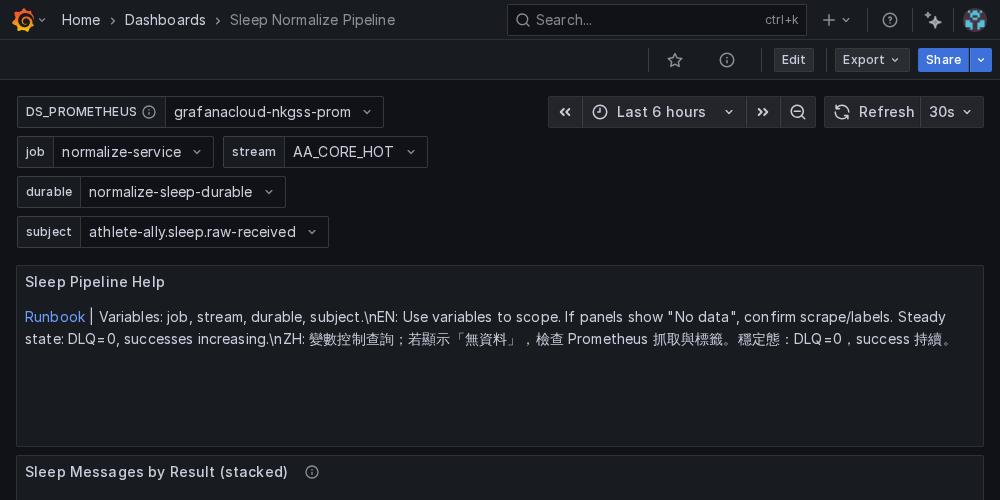 Home > Dashboards > Sleep Normalize Pipeline
Search... ctrl+k
Edit Export Share
DS_PROMETHEUS grafanacloud-nkgss-prom Last 6 hours Refresh 30s
job normalize-service stream AA_CORE_HOT
durable normalize-sleep-durable
subject athlete-ally.sleep.raw-received
Sleep Pipeline Help
Runbook | Variables: job, stream, durable, subject.\nEN: Use variables to scope. If panels show "No data", confirm scrape/labels. Steady
state: DLQ=0, successes increasing.\nZH: 變數控制查詢；若顯示「無資料」，檢查 Prometheus 抓取與標籤。穩定態：DLQ=0，success 持續。
Sleep Messages by Result (stacked)